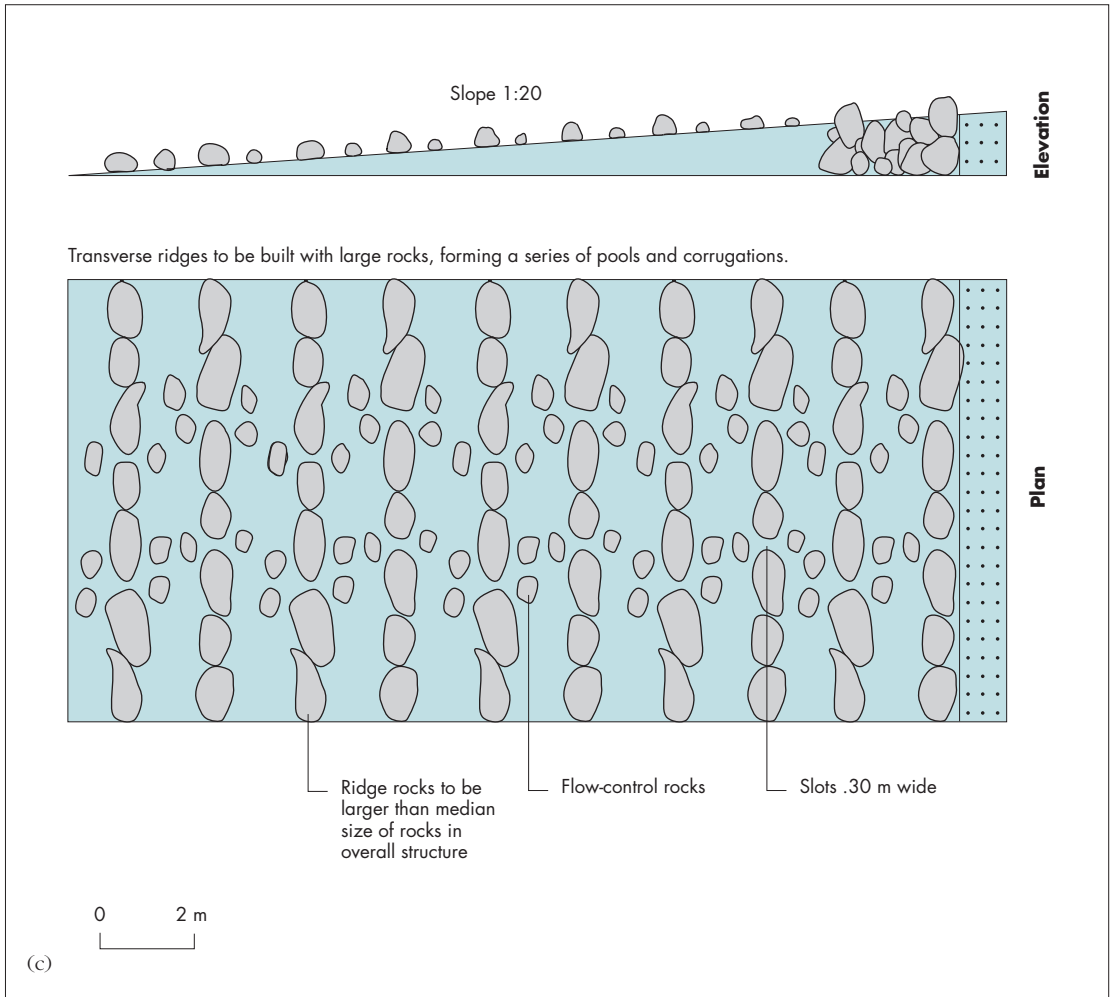 Slope 1:20
Elevation
Transverse ridges to be built with large rocks, forming a series of pools and corrugations.
Plan
Ridge rocks to be
larger than median
size of rocks in
overall structure
Flow-control rocks
Slots .30 m wide
0 2 m
(c)